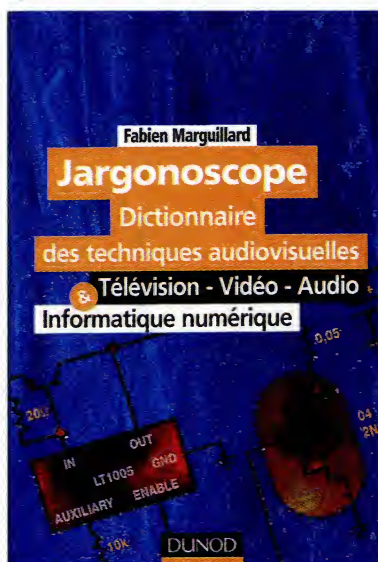 Fabien Marguillard
Jargonoscope
Dictionnaire
des techniques audiovisuelles
& Télévision - Vidéo - Audio
Informatique numérique
0,05
20
IN
OUT
LT1005
GND
AUXILIARY
ENABLE
04
2N
10k
DUNOD